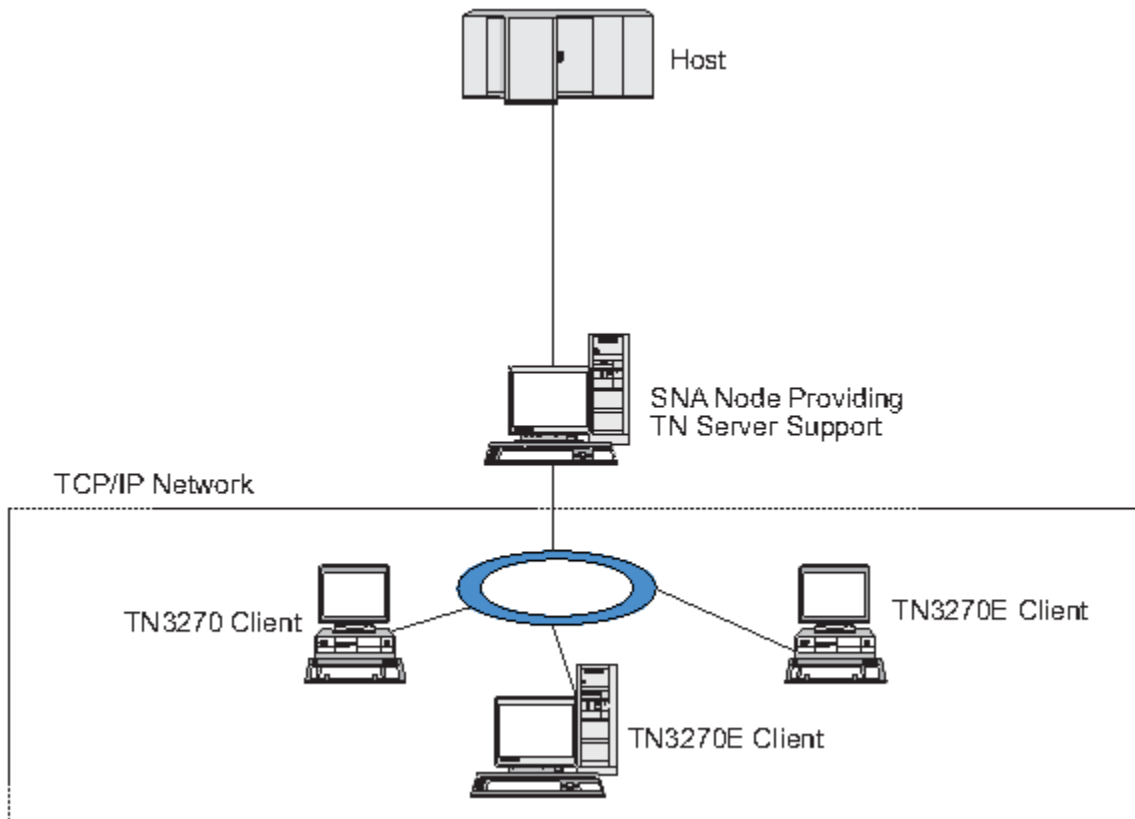 Host
SNA Node Providing
TN Server Support
TCP/IP Network
TN3270 Client
TN3270E Client
TN3270E Client